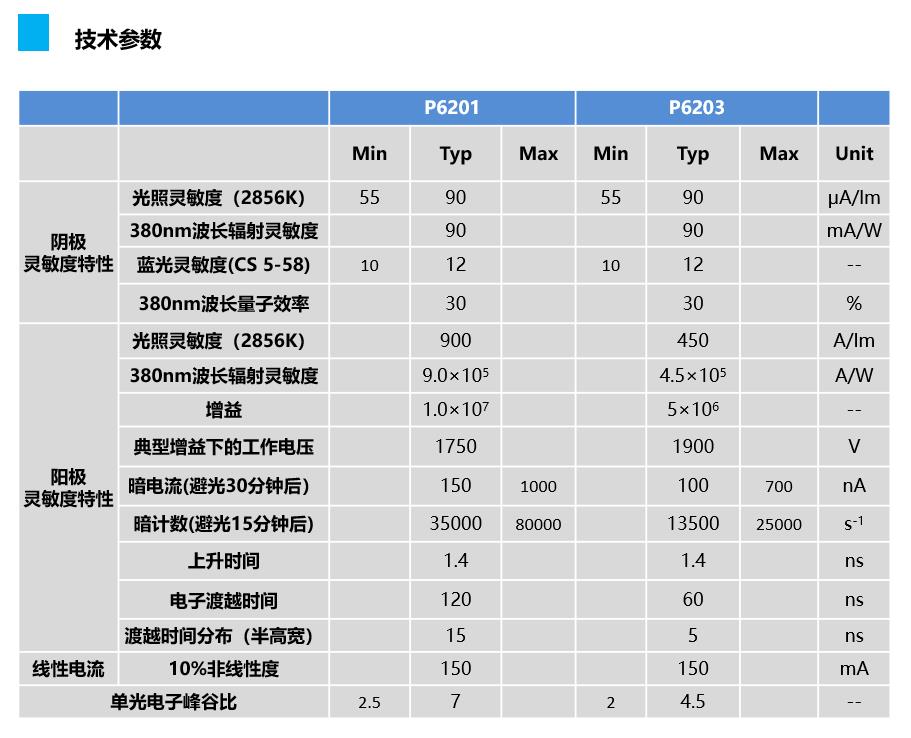 技术参数
P6201 P6203
Min Typ Max Min Typ Max Unit
阴极
灵敏度特性
光照灵敏度（2856K） 55 90 55 90 μA/lm
380nm波长辐射灵敏度 90 90 mA/W
蓝光灵敏度(CS 5-58) 10 12 10 12 --
380nm波长量子效率 30 30 %
阳极
灵敏度特性
光照灵敏度（2856K） 900 450 A/lm
380nm波长辐射灵敏度 9.0×10⁵ 4.5×10⁵ A/W
增益 1.0×10⁷ 5×10⁶ --
典型增益下的工作电压 1750 1900 V
暗电流(避光30分钟后） 150 1000 100 700 nA
暗计数(避光15分钟后) 35000 80000 13500 25000 s⁻¹
上升时间 1.4 1.4 ns
电子渡越时间 120 60 ns
渡越时间分布（半高宽） 15 5 ns
线性电流 10%非线性度 150 150 mA
单光电子峰谷比 2.5 7 2 4.5 --